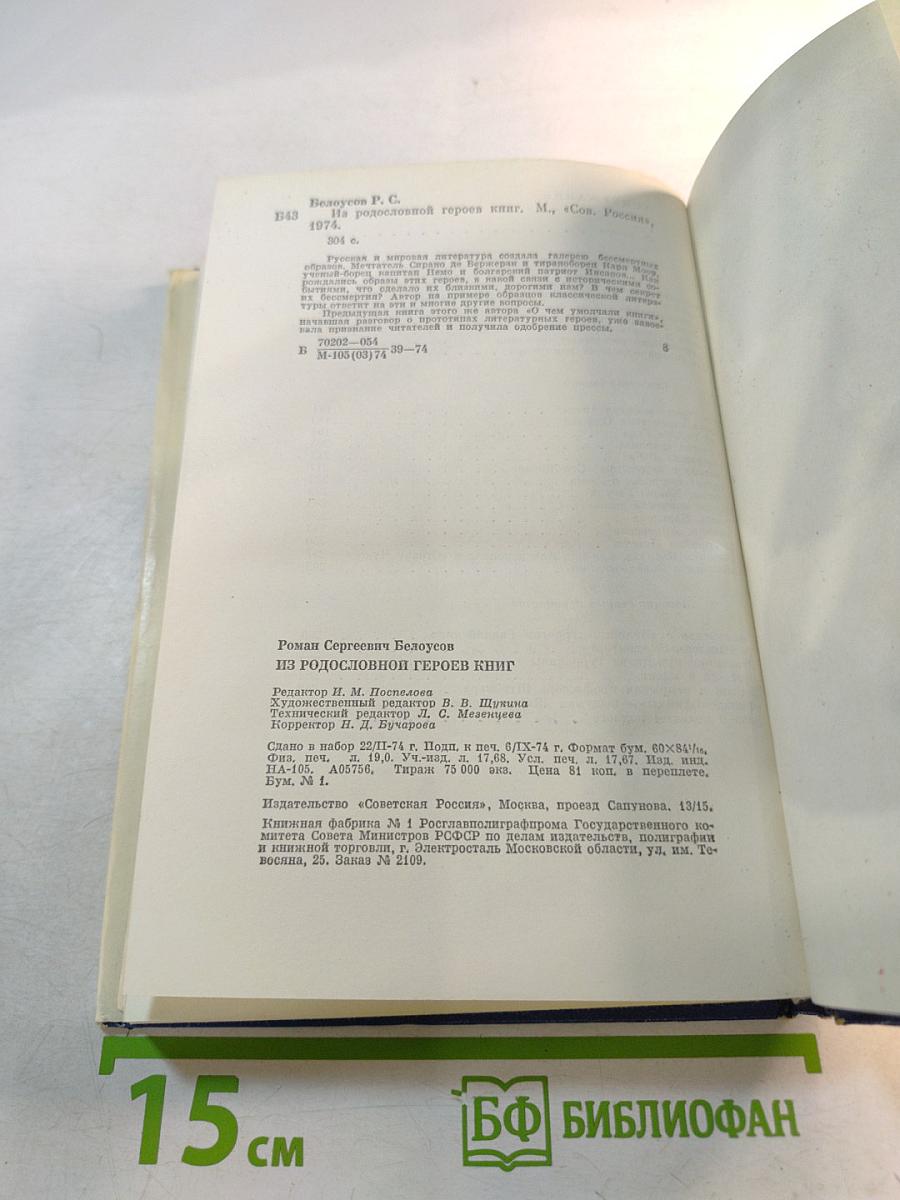 Белоусов Р. С.
Б43 Из родословной героев книг. М., «Сов. Россия»,
1974.
304 с.
Русская и мировая литература создала галерею бессмертных
образов. Мечтатель Сирано де Бержерак и тираноборец Карл Моор,
ученый-борец капитан Немо и болгарский патриот Инсаров... Как
рождались образы этих героев, в какой связи с историческими со-
бытиями, что сделало их близкими, дорогими нам? В чем секрет
их бессмертия? Автор на примере образцов классической литера-
туры ответит на эти и многие другие вопросы.
Предыдущая книга этого же автора «О чем умолчали книги»,
начавшая разговор о прототипах литературных героев, уже завое-
вала признание читателей и получила одобрение прессы.
Б 70202—054
М-105(03)74 39—74 8
Роман Сергеевич Белоусов
ИЗ РОДОСЛОВНОЙ ГЕРОЕВ КНИГ
Редактор И. М. Поспелова
Художественный редактор В. В. Щукина
Технический редактор Л. С. Мезенцева
Корректор Н. Д. Бучарова
Сдано в набор 22/II-74 г. Подп. к печ. 6/IX-74 г. Формат бум. 60×84¹/₁₆.
Физ. печ. л. 19,0. Уч.-изд. л. 17,68. Усл. печ. л. 17,67. Изд. инд.
НА-105. А05756. Тираж 75 000 экз. Цена 81 коп. в переплете.
Бум. № 1.
Издательство «Советская Россия», Москва, проезд Сапунова. 13/15.
Книжная фабрика № 1 Росглавполиграфпрома Государственного ко-
митета Совета Министров РСФСР по делам издательств, полиграфии
и книжной торговли, г. Электросталь Московской области, ул. им. Те-
восяна, 25. Заказ № 2109.
15 см
БФ БИБЛИОФАН